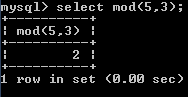 mysql> select mod(5,3);
+----------+
| mod(5,3) |
+----------+
|        2 |
+----------+
1 row in set (0.00 sec)